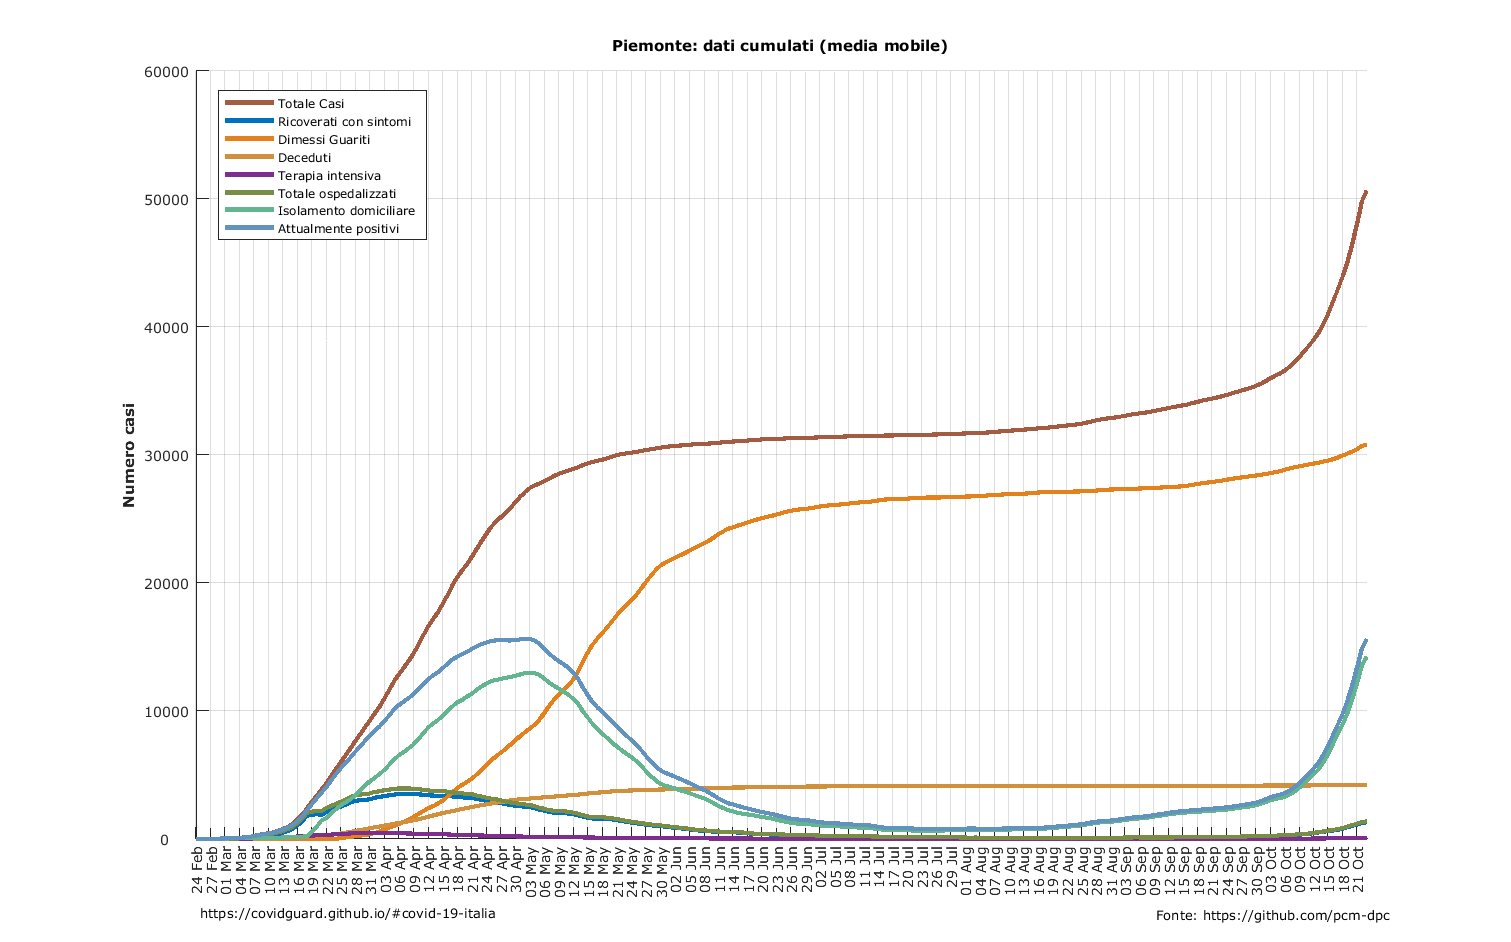 Piemonte: dati cumulati (media mobile)
60000
50000
40000
30000
20000
10000
0
Numero casi
Totale Casi
Ricoverati con sintomi
Dimessi Guariti
Deceduti
Terapia intensiva
Totale ospedalizzati
Isolamento domiciliare
Attualmente positivi
24 Feb
27 Feb
01 Mar
04 Mar
07 Mar
10 Mar
13 Mar
16 Mar
19 Mar
22 Mar
25 Mar
28 Mar
31 Mar
03 Apr
06 Apr
09 Apr
12 Apr
15 Apr
18 Apr
21 Apr
24 Apr
27 Apr
30 Apr
03 May
06 May
09 May
12 May
15 May
18 May
21 May
24 May
27 May
30 May
02 Jun
05 Jun
08 Jun
11 Jun
14 Jun
17 Jun
20 Jun
23 Jun
26 Jun
29 Jun
02 Jul
05 Jul
08 Jul
11 Jul
14 Jul
17 Jul
20 Jul
23 Jul
26 Jul
29 Jul
01 Aug
04 Aug
07 Aug
10 Aug
13 Aug
16 Aug
19 Aug
22 Aug
25 Aug
28 Aug
31 Aug
03 Sep
06 Sep
09 Sep
12 Sep
15 Sep
18 Sep
21 Sep
24 Sep
27 Sep
30 Sep
03 Oct
06 Oct
09 Oct
12 Oct
15 Oct
18 Oct
21 Oct
https://covidguard.github.io/#covid-19-italia
Fonte: https://github.com/pcm-dpc